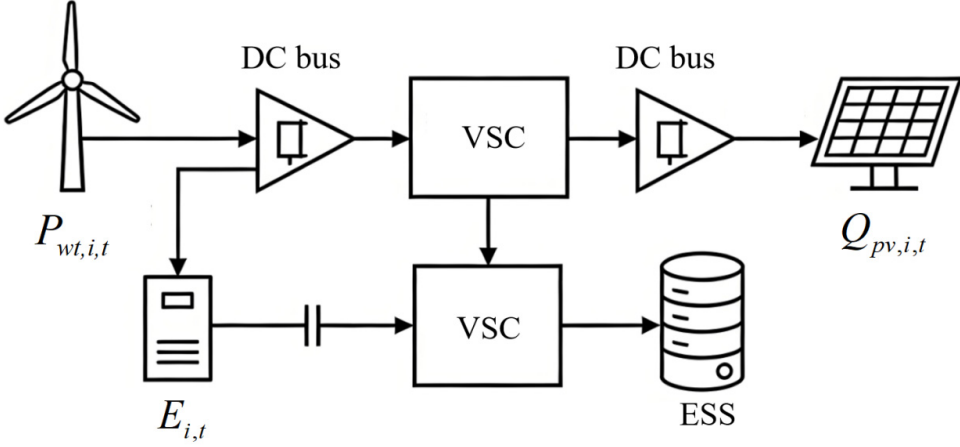 DC bus
DC bus
VSC
P_{wt,i,t}
Q_{pv,i,t}
VSC
E_{i,t}
ESS